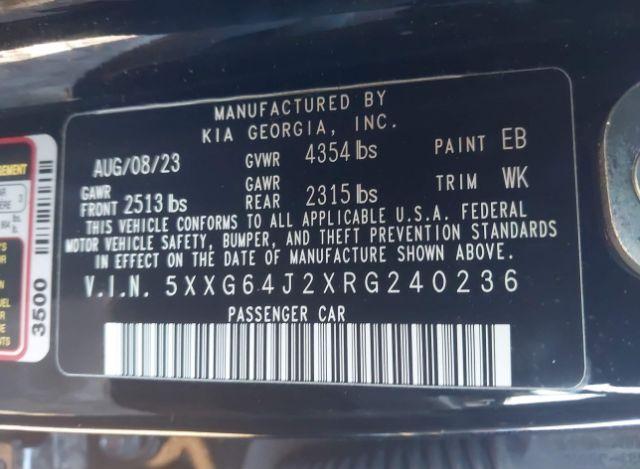 MANUFACTURED BY
KIA GEORGIA, INC.
AUG/08/23 GVWR 4354 lbs PAINT EB
GAWR FRONT 2513 lbs GAWR REAR 2315 lbs TRIM WK
THIS VEHICLE CONFORMS TO ALL APPLICABLE U.S.A. FEDERAL
MOTOR VEHICLE SAFETY, BUMPER, AND THEFT PREVENTION STANDARDS
IN EFFECT ON THE DATE OF MANUFACTURE SHOWN ABOVE.
V.I.N. 5XXG64J2XRG240236
PASSENGER CAR
3500